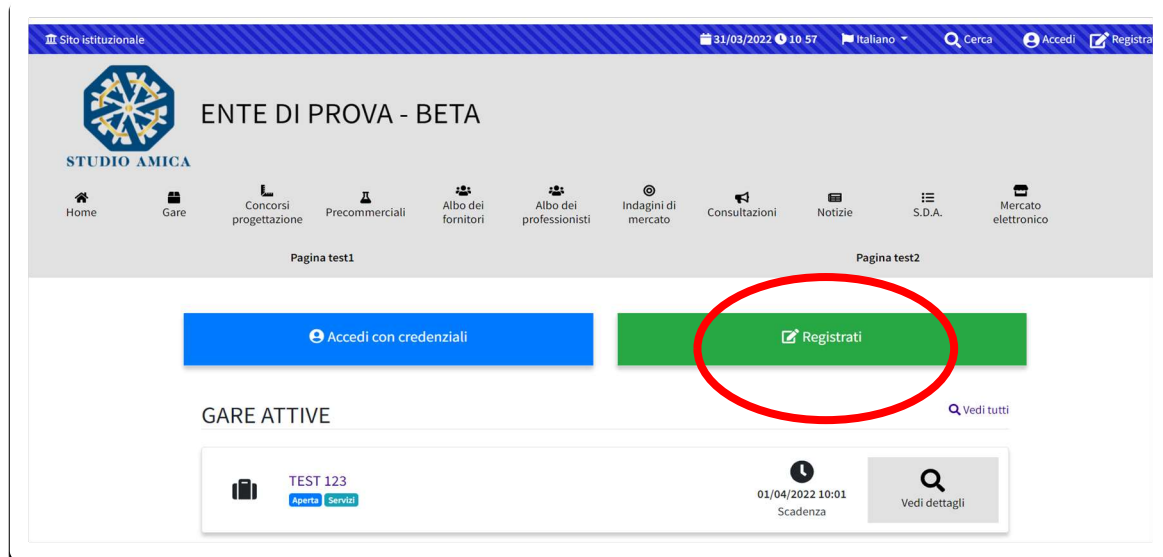 Sito istituzionale 31/03/2022 10 57 Italiano Cerca Accedi Registra
ENTE DI PROVA - BETA
STUDIO AMICA
Home Gare Concorsi progettazione Precommerciali Albo dei fornitori Albo dei professionisti Indagini di mercato Consultazioni Notizie S.D.A. Mercato elettronico
Pagina test1 Pagina test2
Accedi con credenziali Registrati
GARE ATTIVE Vedi tutti
TEST 123
Aperta Servizi
01/04/2022 10:01
Scadenza
Vedi dettagli